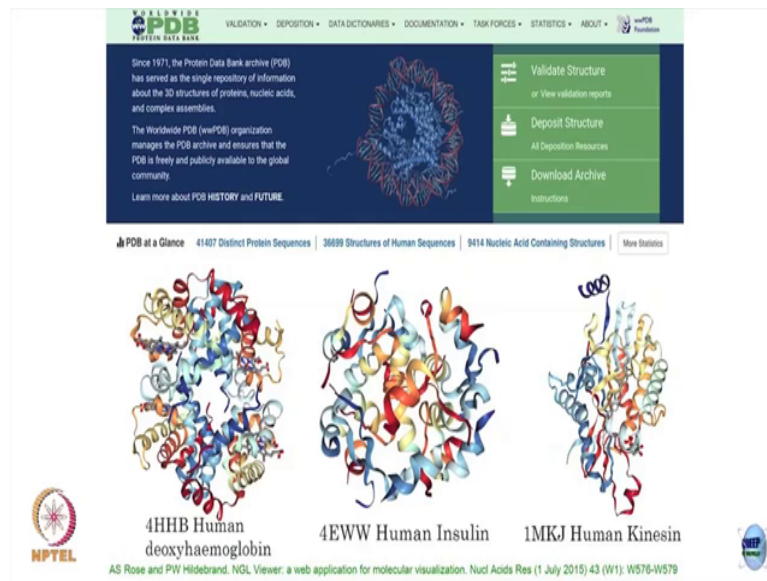 WORLDWIDE
PDB
PROTEIN DATA BANK
VALIDATION DEPOSITION DATA DICTIONARIES DOCUMENTATION TASK FORCES STATISTICS ABOUT wwPDB Foundation
Since 1971, the Protein Data Bank archive (PDB)
has served as the single repository of information
about the 3D structures of proteins, nucleic acids,
and complex assemblies.
The Worldwide PDB (wwPDB) organization
manages the PDB archive and ensures that the
PDB is freely and publicly available to the global
community.
Learn more about PDB HISTORY and FUTURE.
Validate Structure
or View validation reports
Deposit Structure
All Deposition Resources
Download Archive
Instructions
PDB at a Glance 41407 Distinct Protein Sequences 36699 Structures of Human Sequences 9414 Nucleic Acid Containing Structures More Statistics
4HHB Human
deoxyhaemoglobin
4EWW Human Insulin
1MKJ Human Kinesin
NPTEL
AS Rose and PW Hildebrand. NGL Viewer: a web application for molecular visualization. Nucl Acids Res (1 July 2015) 43 (W1): W576-W579